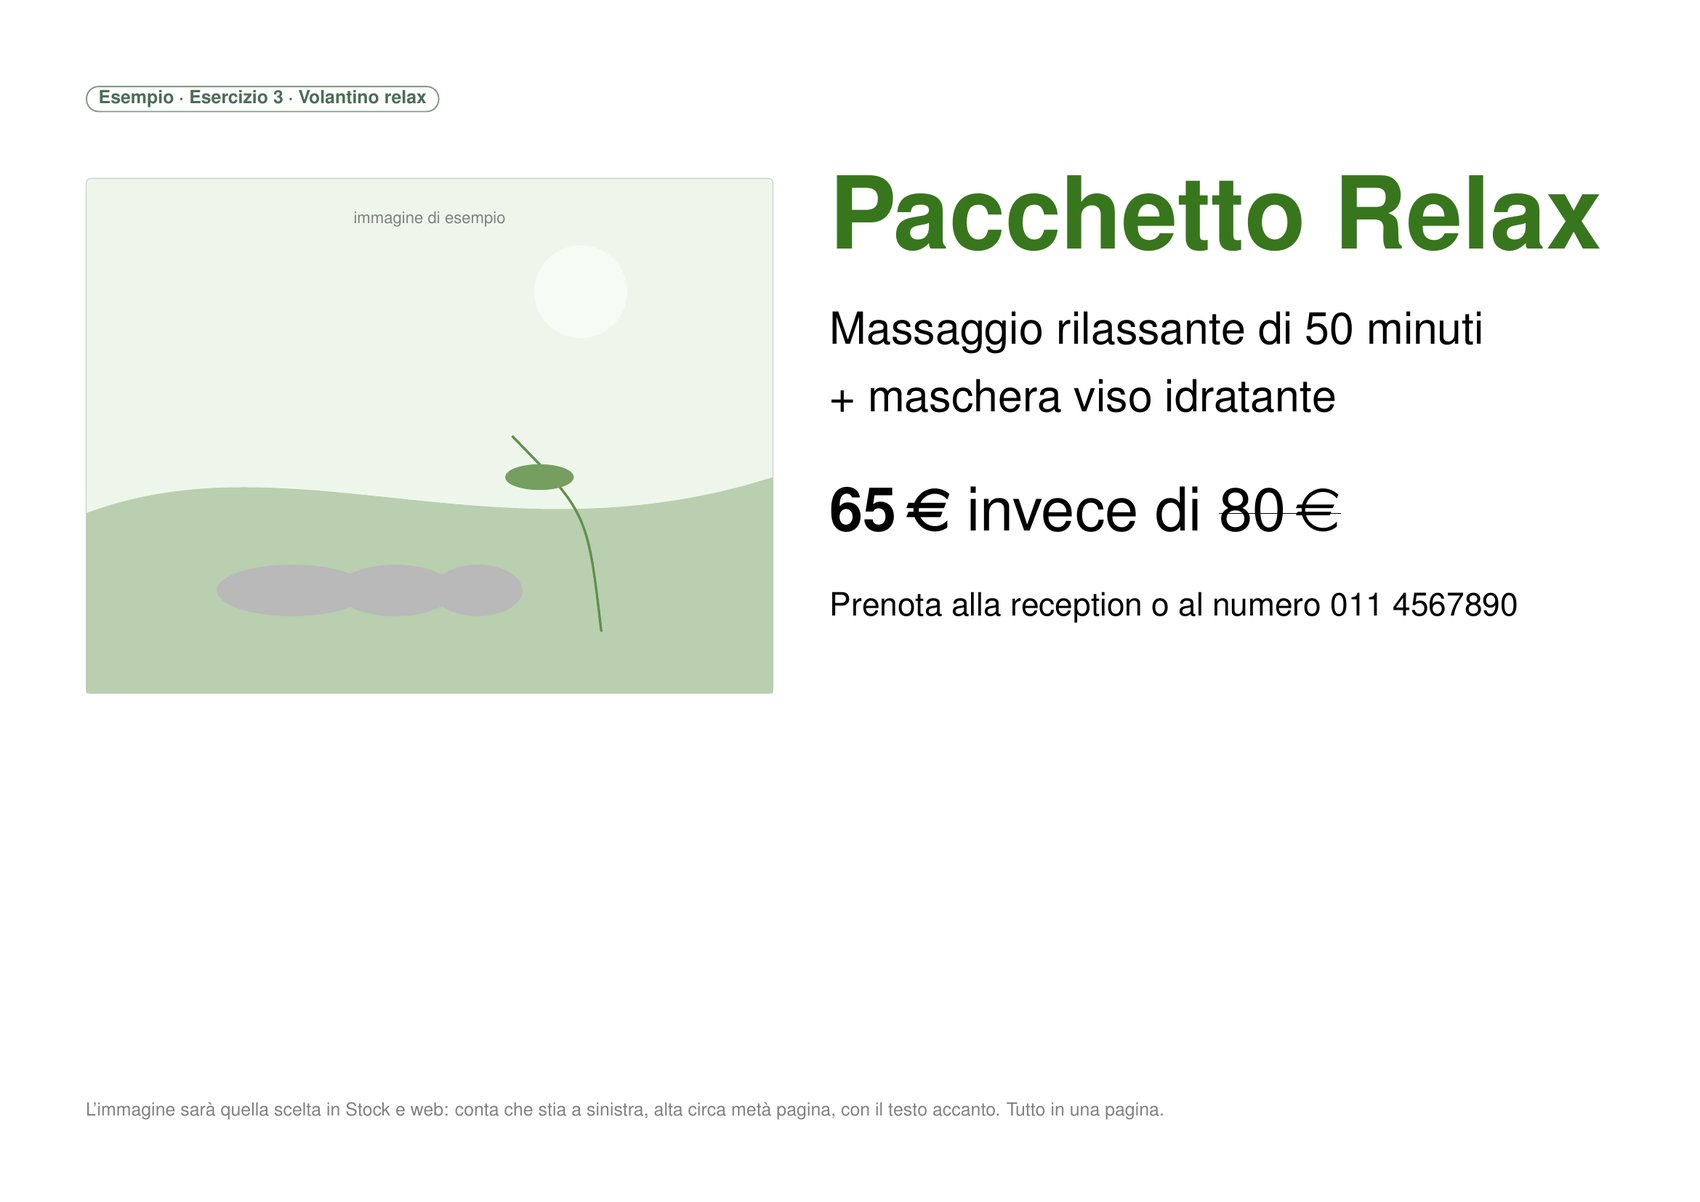 Esempio · Esercizio 3 · Volantino relax
immagine di esempio
Pacchetto Relax
Massaggio rilassante di 50 minuti
+ maschera viso idratante
65 € invece di 80 €
Prenota alla reception o al numero 011 4567890
L’immagine sarà quella scelta in Stock e web: conta che stia a sinistra, alta circa metà pagina, con il testo accanto. Tutto in una pagina.